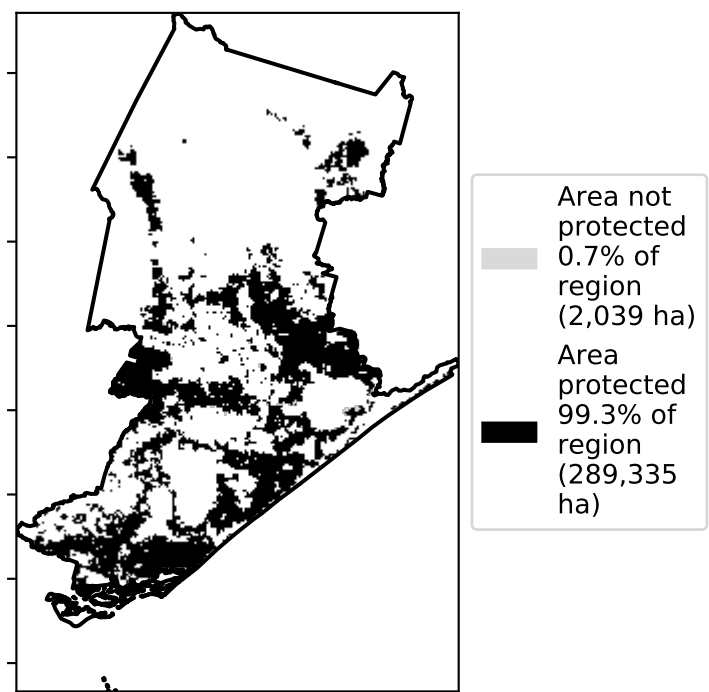 Area not
protected
0.7% of
region
(2,039 ha)
Area
protected
99.3% of
region
(289,335
ha)